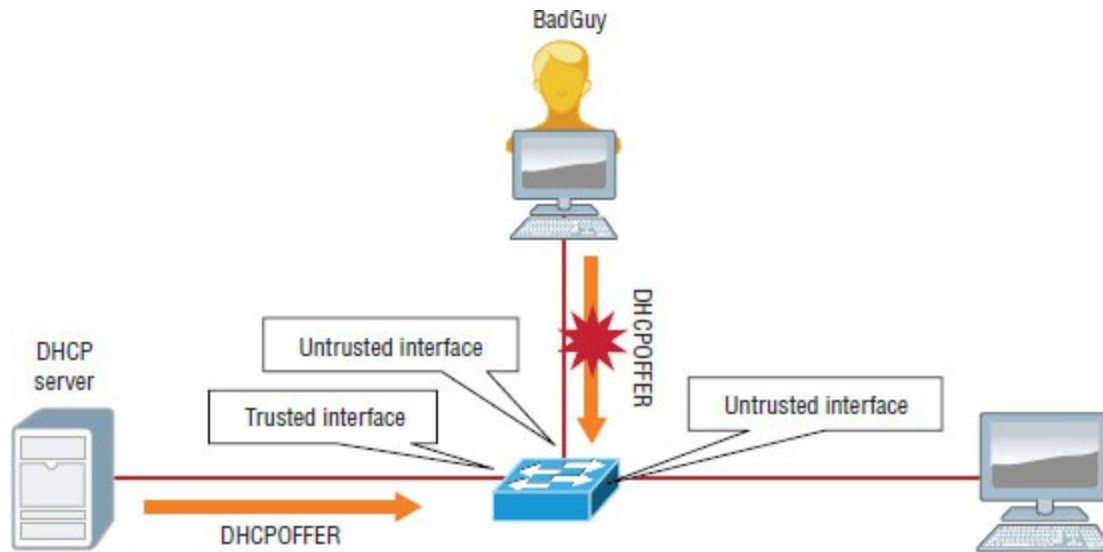 BadGuy
DHCPOFFER
Untrusted interface
DHCP
server
Trusted interface
Untrusted interface
DHCPOFFER